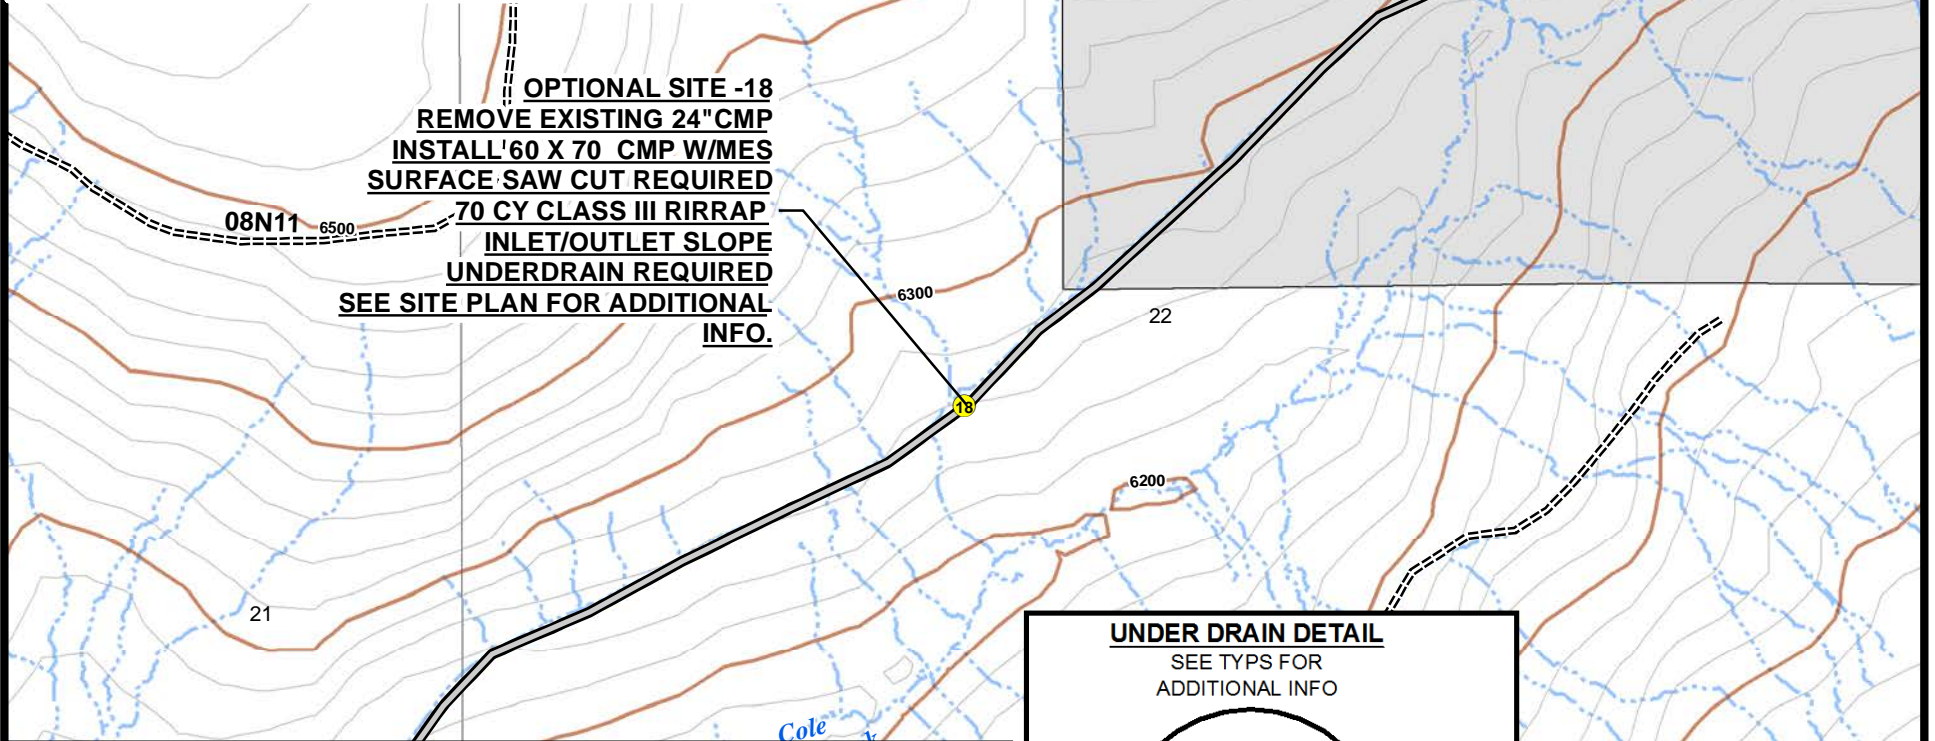 OPTIONAL SITE -18
REMOVE EXISTING 24"CMP
INSTALL 60 X 70 CMP W/MES
SURFACE SAW CUT REQUIRED
70 CY CLASS III RIRRAP
INLET/OUTLET SLOPE
UNDERDRAIN REQUIRED
SEE SITE PLAN FOR ADDITIONAL
INFO.
08N11
6500
6300
22
18
6200
21
UNDER DRAIN DETAIL
SEE TYPS FOR
ADDITIONAL INFO
Cole